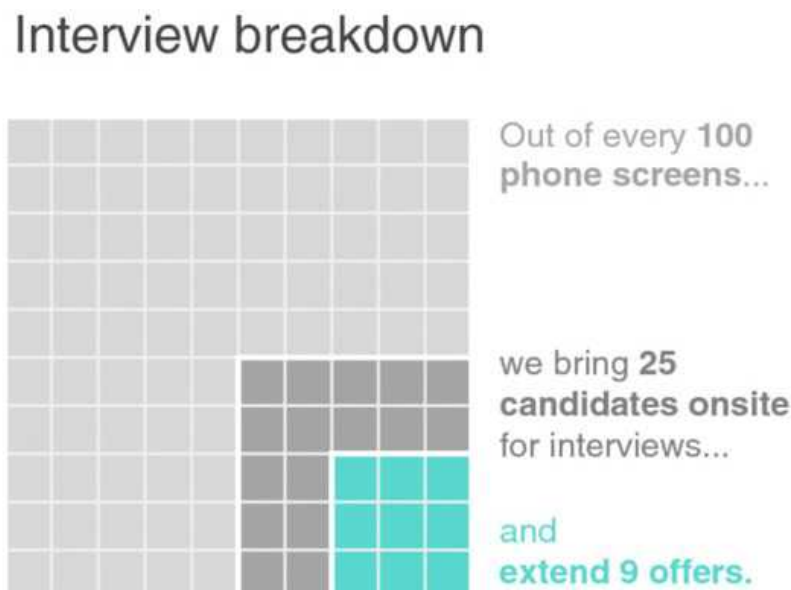 Interview breakdown
Out of every 100
phone screens...
we bring 25
candidates onsite
for interviews...
and
extend 9 offers.